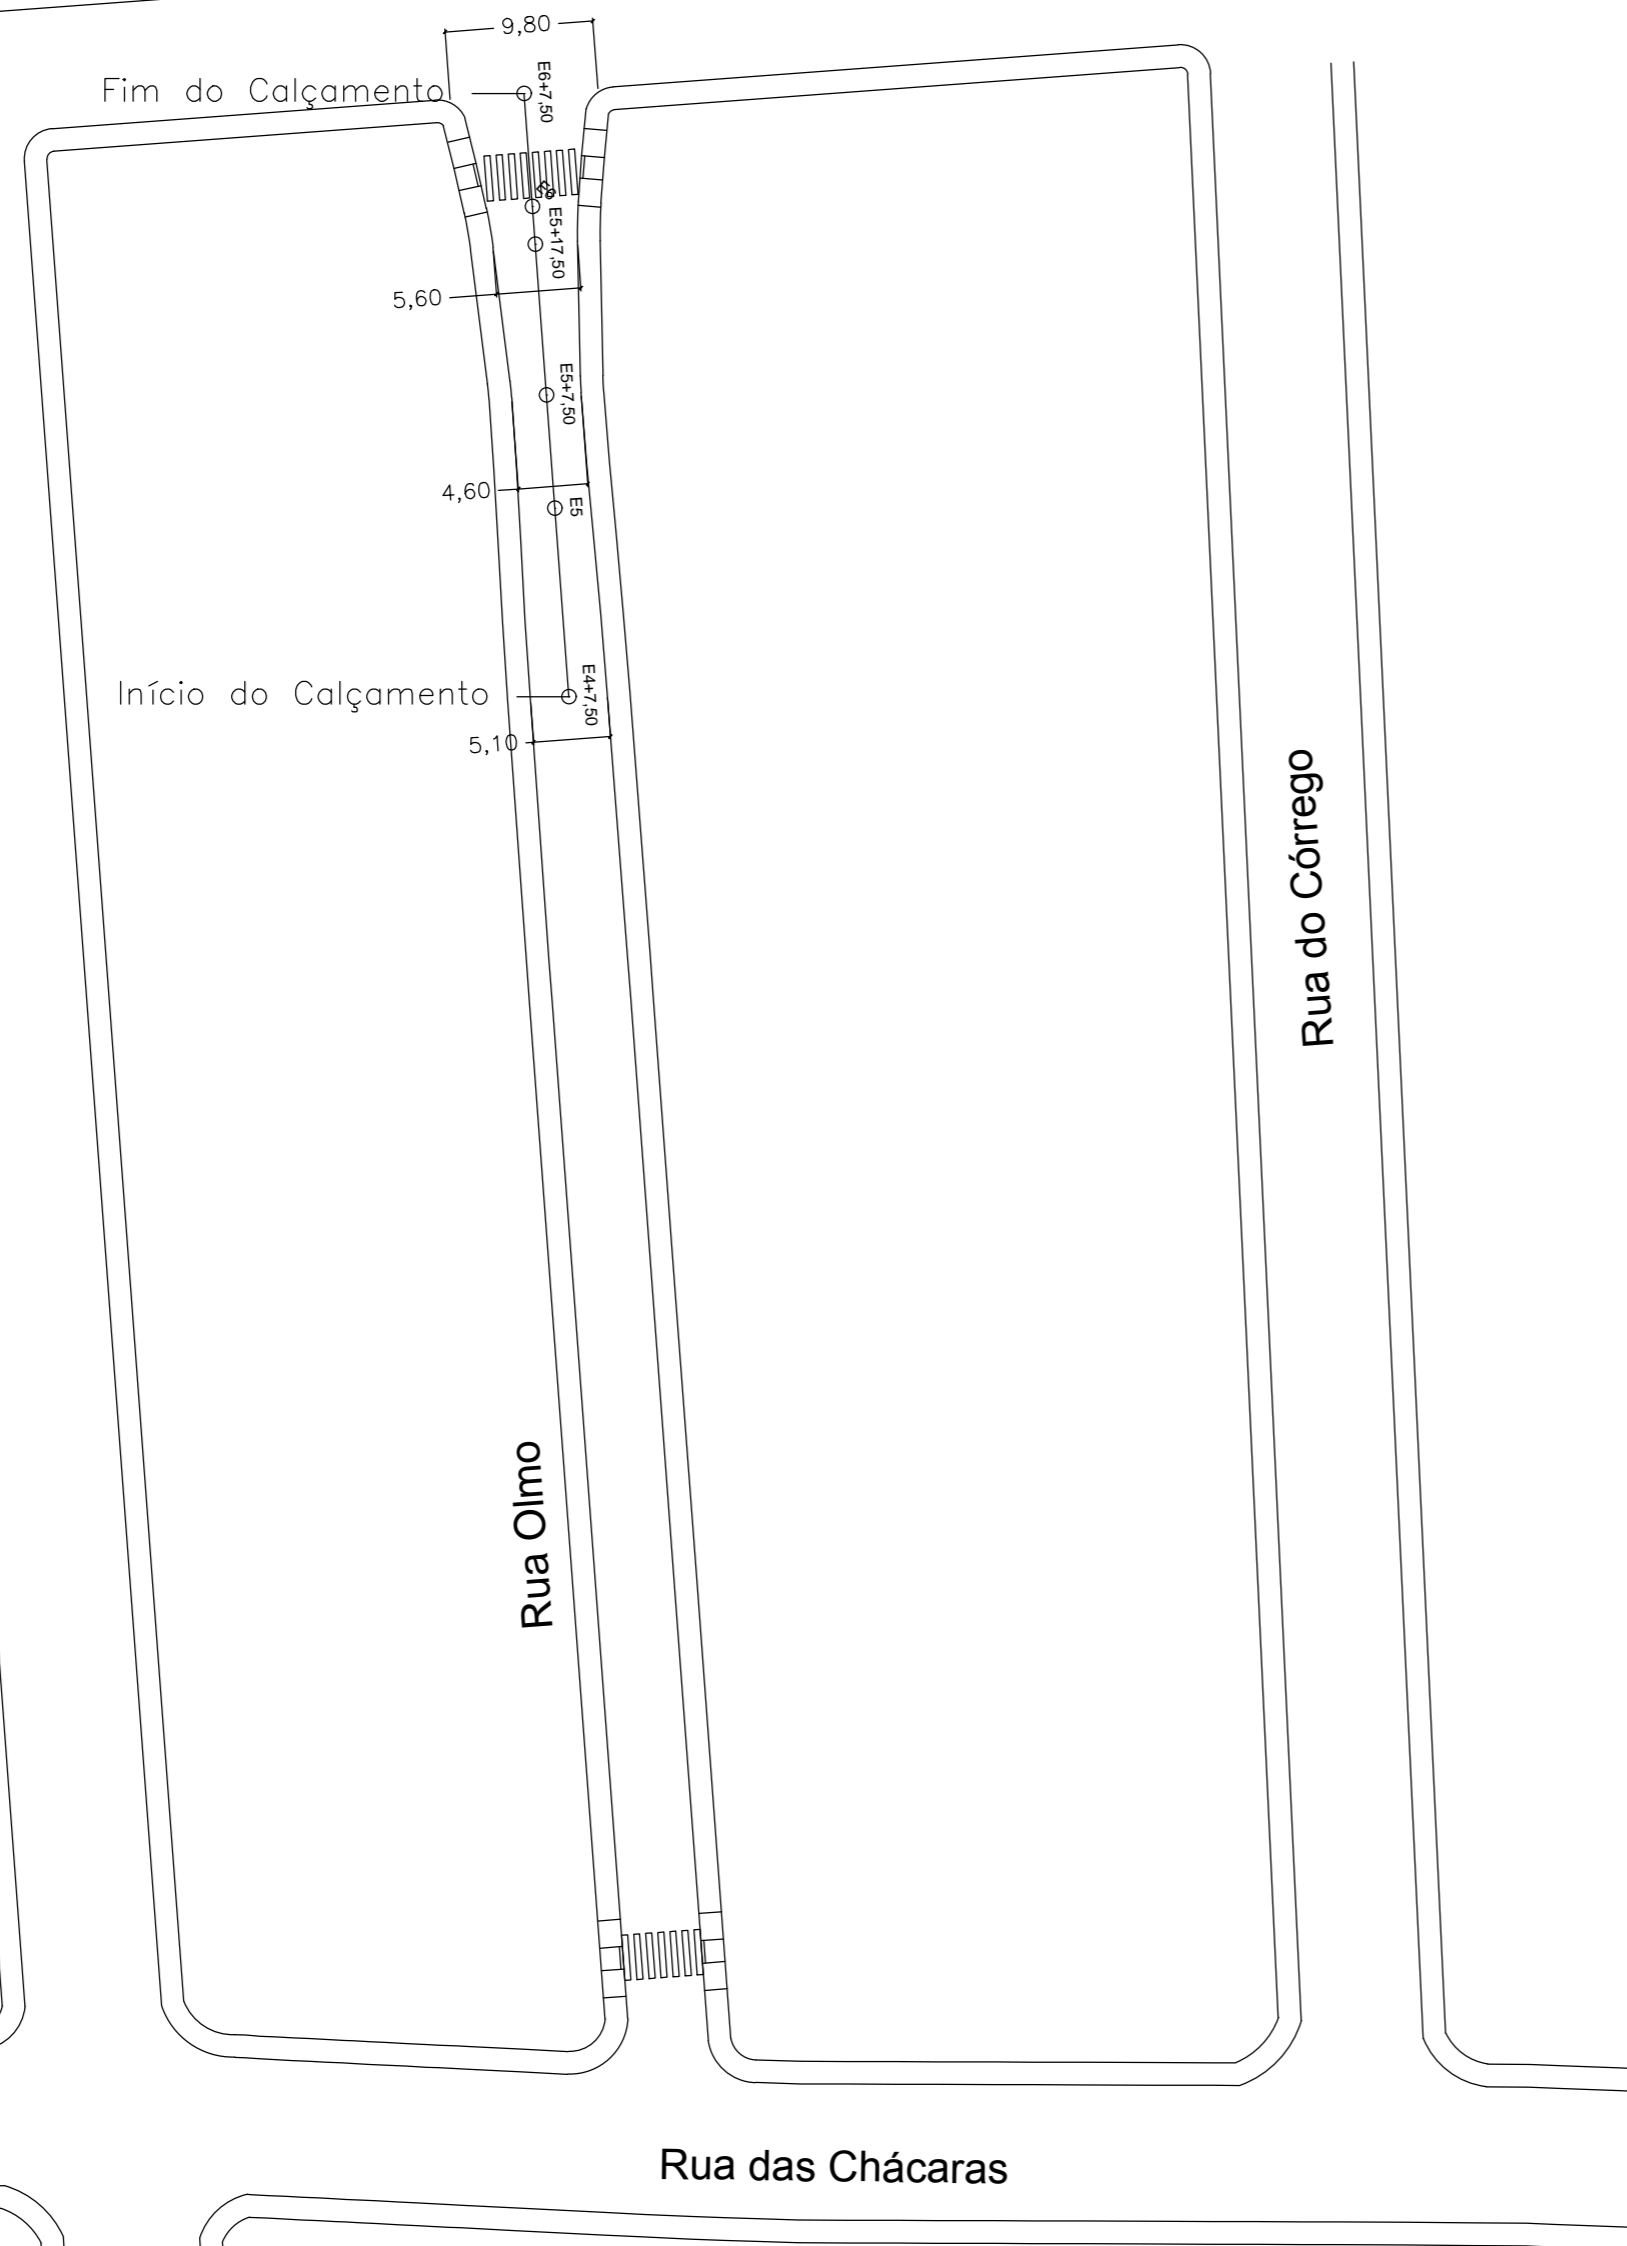 9,80
Fim do Calçamento
E6+7,50
E6
E5+17,50
5,60
E5+7,50
4,60
E5
Início do Calçamento
E4+7,50
5,10
Rua do Córrego
Rua Olmo
Rua das Chácaras